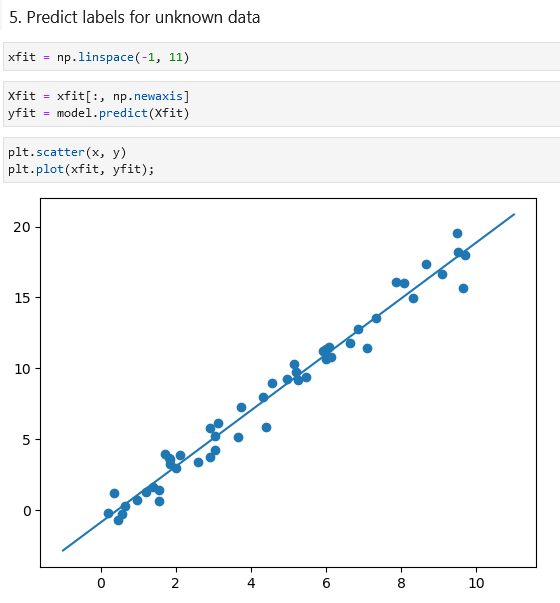 5. Predict labels for unknown data
xfit = np.linspace(-1, 11)
Xfit = xfit[:, np.newaxis]
yfit = model.predict(Xfit)
plt.scatter(x, y)
plt.plot(xfit, yfit);
20
15
10
5
0
0 2 4 6 8 10